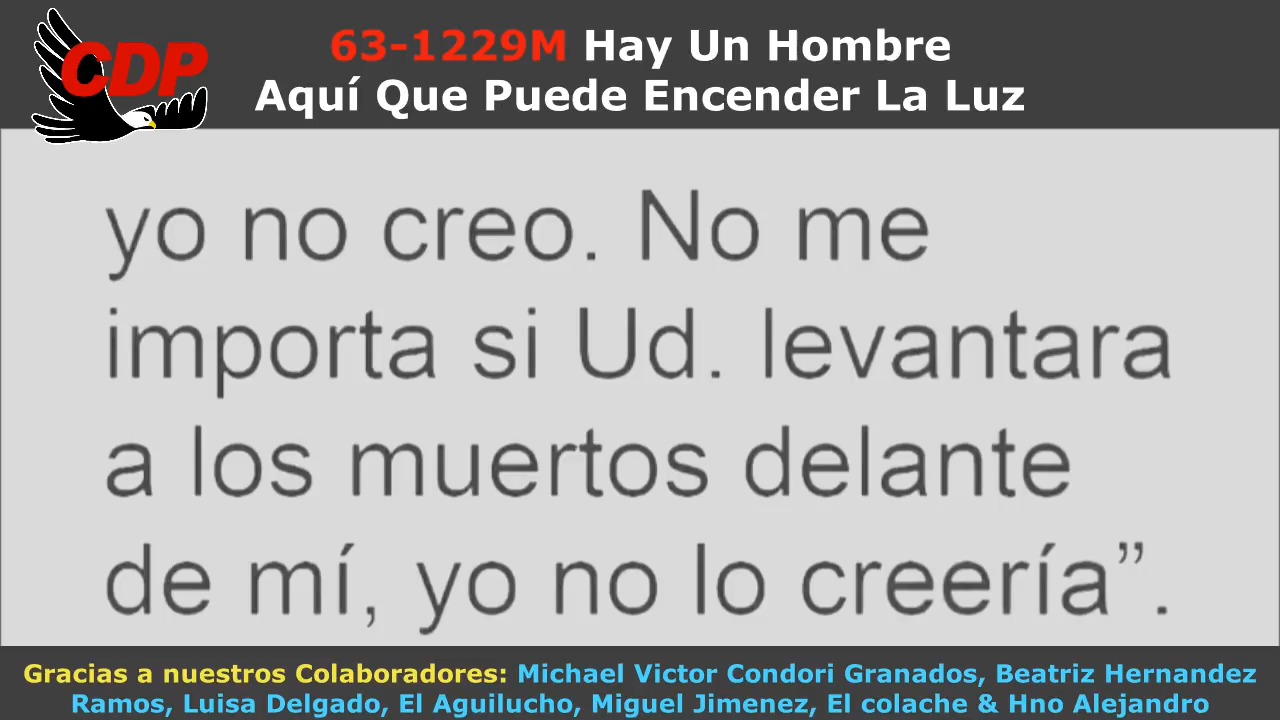 CDP
63-1229M Hay Un Hombre
Aquí Que Puede Encender La Luz
yo no creo. No me
importa si Ud. levantara
a los muertos delante
de mí, yo no lo creería”.
Gracias a nuestros Colaboradores: Michael Victor Condori Granados, Beatriz Hernandez
Ramos, Luisa Delgado, El Aguilucho, Miguel Jimenez, El colache & Hno Alejandro